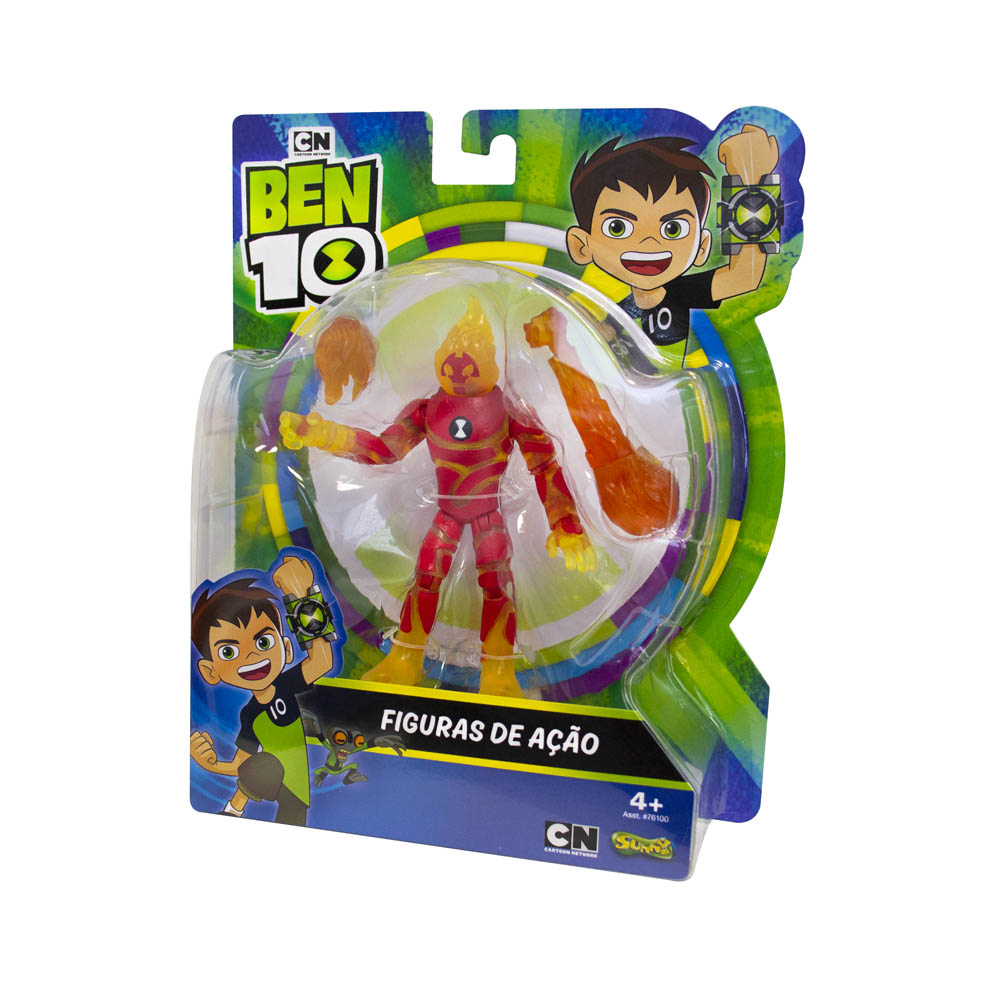 CN
CARTOON NETWORK
BEN
10
10
10
FIGURAS DE AÇÃO
4+
Asst. #76100
CN
CARTOON NETWORK
SUNNY